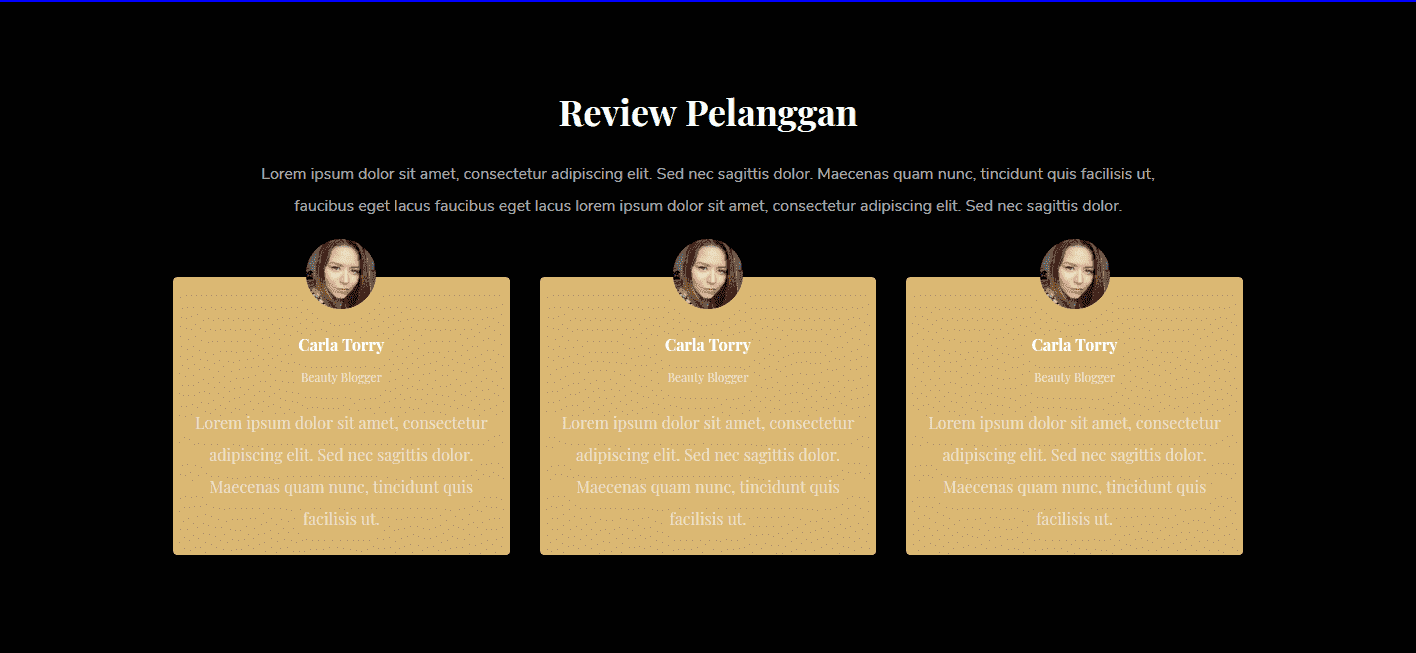 Review Pelanggan
Lorem ipsum dolor sit amet, consectetur adipiscing elit. Sed nec sagittis dolor. Maecenas quam nunc, tincidunt quis facilisis ut,
faucibus eget lacus faucibus eget lacus lorem ipsum dolor sit amet, consectetur adipiscing elit. Sed nec sagittis dolor.
Carla Torry
Beauty Blogger
Lorem ipsum dolor sit amet, consectetur
adipiscing elit. Sed nec sagittis dolor.
Maecenas quam nunc, tincidunt quis
facilisis ut.
Carla Torry
Beauty Blogger
Lorem ipsum dolor sit amet, consectetur
adipiscing elit. Sed nec sagittis dolor.
Maecenas quam nunc, tincidunt quis
facilisis ut.
Carla Torry
Beauty Blogger
Lorem ipsum dolor sit amet, consectetur
adipiscing elit. Sed nec sagittis dolor.
Maecenas quam nunc, tincidunt quis
facilisis ut.